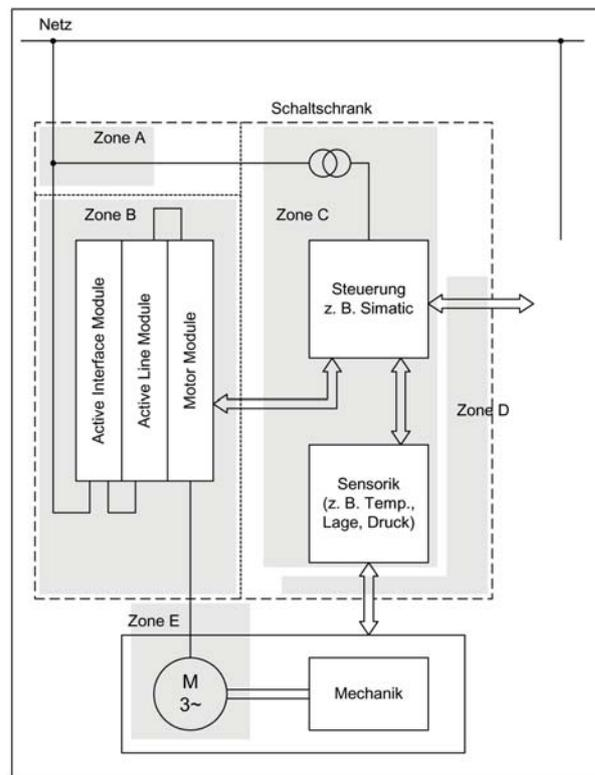 Netz
Schaltschrank
Zone A
Zone B
Zone C
Active Interface Module
Active Line Module
Motor Module
Steuerung
z. B. Simatic
Zone D
Sensorik
(z. B. Temp.,
Lage, Druck)
Zone E
M
3~
Mechanik